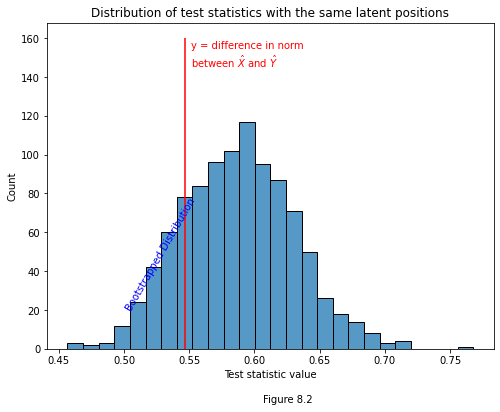 Distribution of test statistics with the same latent positions
160
140
120
100
80
60
40
20
0
Count
y = difference in norm
between X̂ and Ŷ
Bootstrapped Distribution
0.45 0.50 0.55 0.60 0.65 0.70 0.75
Test statistic value
Figure 8.2